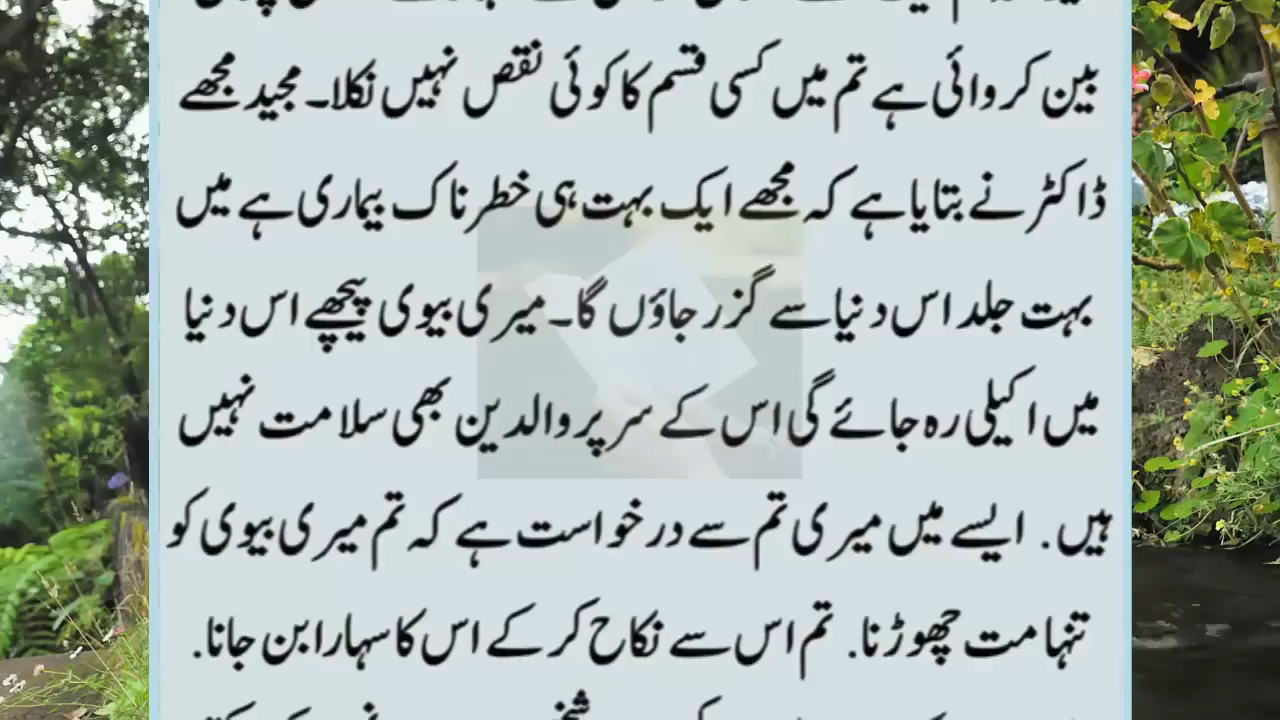 بین کروائی ہے تم میں کسی قسم کا کوئی نقص نہیں نکلا۔ مجید مجھے
ڈاکٹر نے بتایا ہے کہ مجھے ایک بہت ہی خطرناک بیماری ہے میں
بہت جلد اس دنیا سے گزر جاؤں گا۔ میری بیوی پیچھے اس دنیا
میں اکیلی رہ جائے گی اس کے سر پر والدین بھی سلامت نہیں
ہیں. ایسے میں میری تم سے درخواست ہے کہ تم میری بیوی کو
تنہا مت چھوڑنا. تم اس سے نکاح کر کے اس کا سہارا بن جانا.